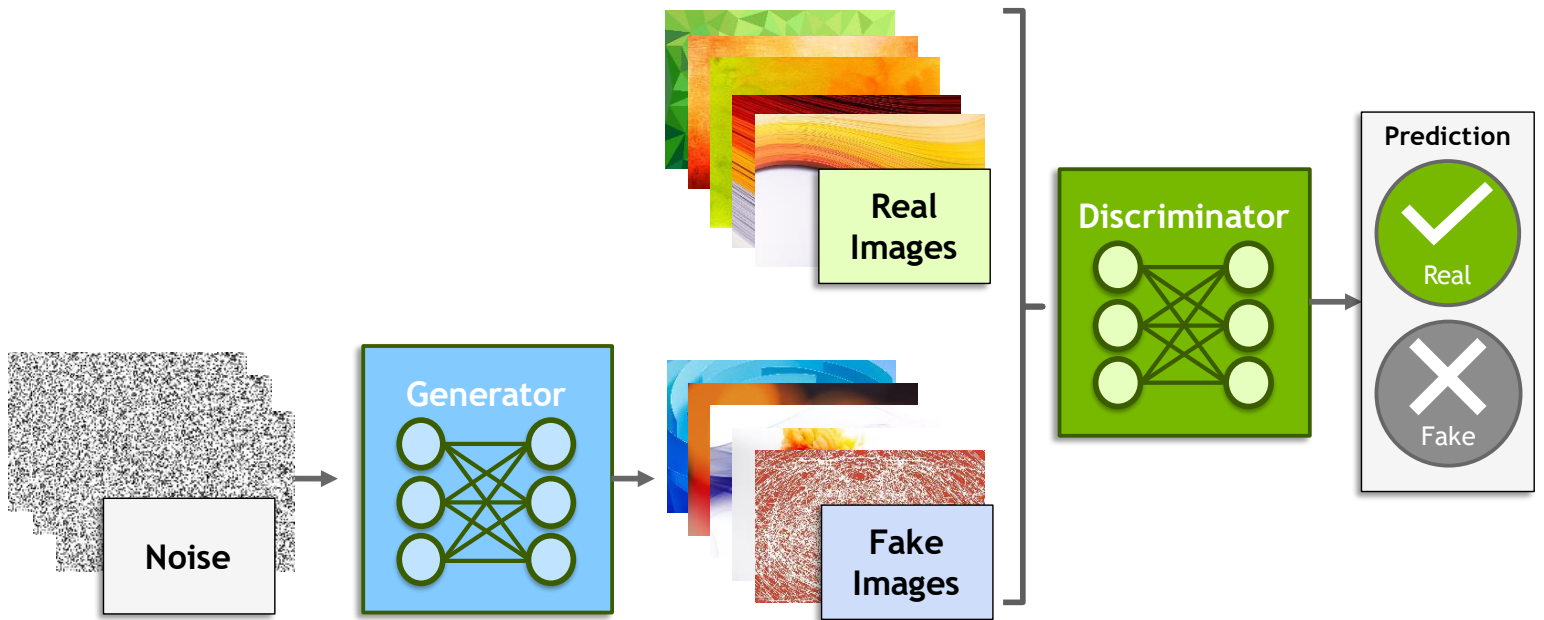 Noise
Generator
Real
Images
Fake
Images
Discriminator
Prediction
Real
Fake